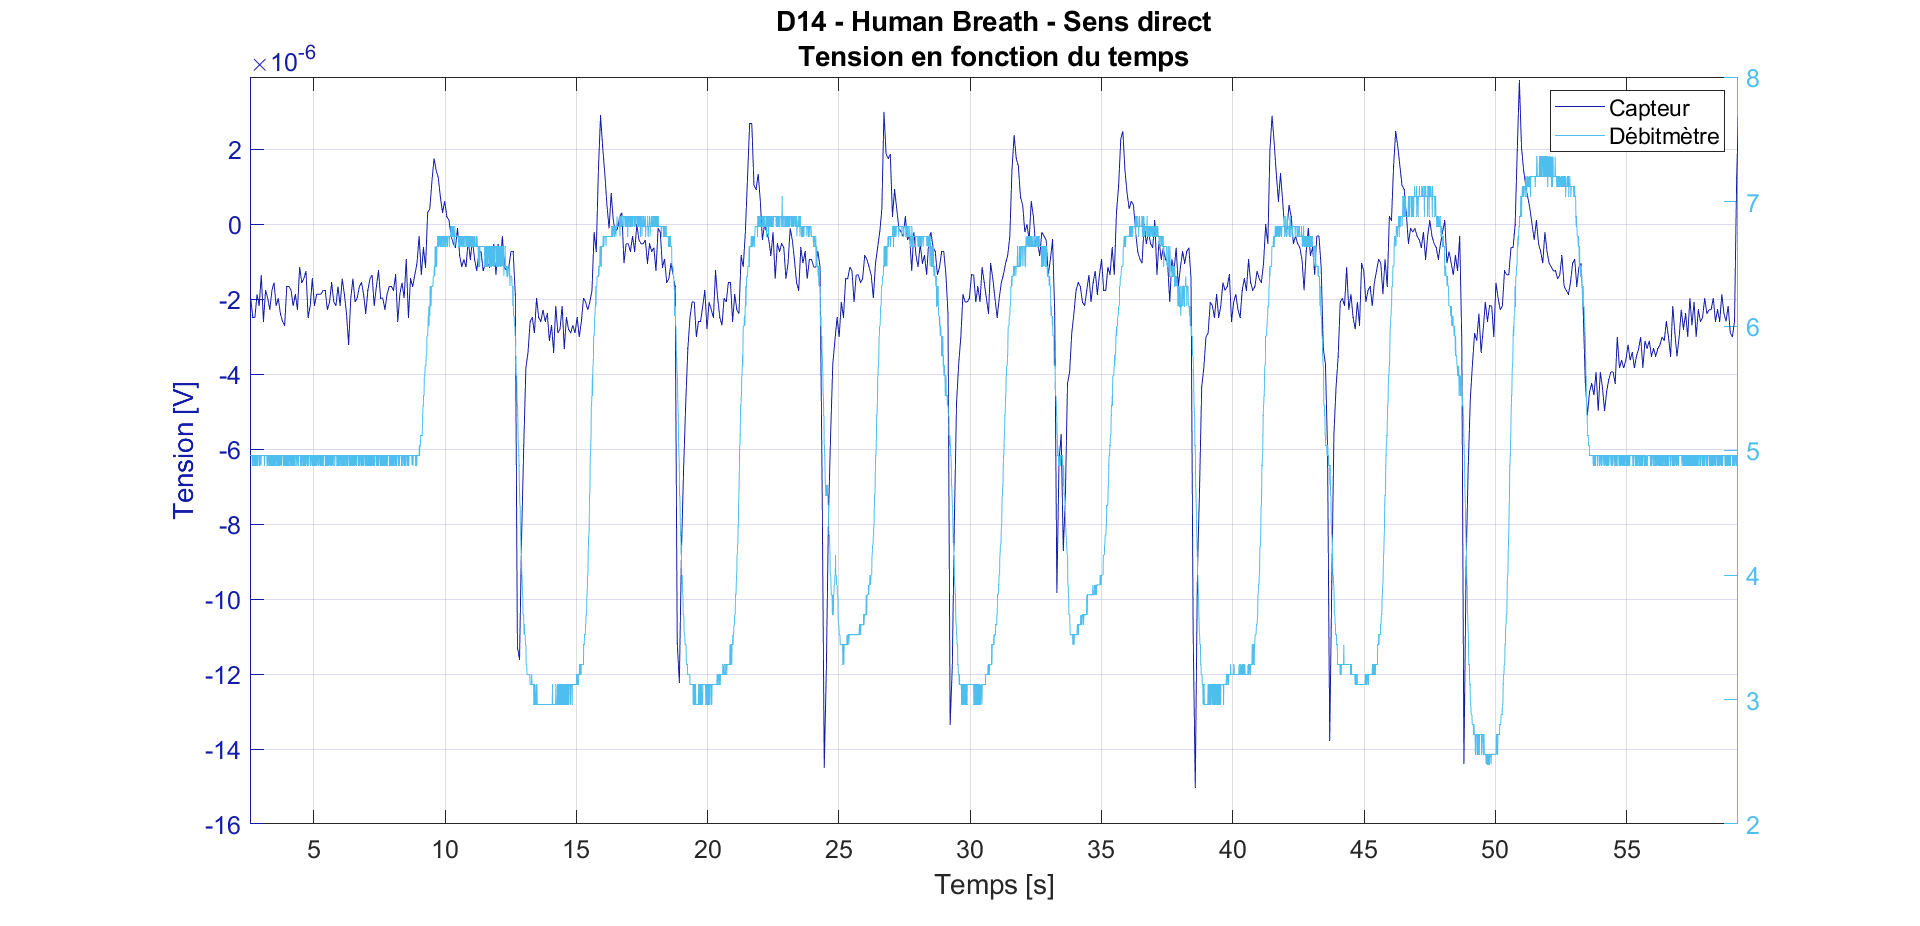 D14 - Human Breath - Sens direct
Tension en fonction du temps
×10-6
8
Capteur
Débitmètre
2
7
0
-2
6
-4
Tension [V]
-6
5
-8
4
-10
-12
3
-14
-16
2
5 10 15 20 25 30 35 40 45 50 55
Temps [s]